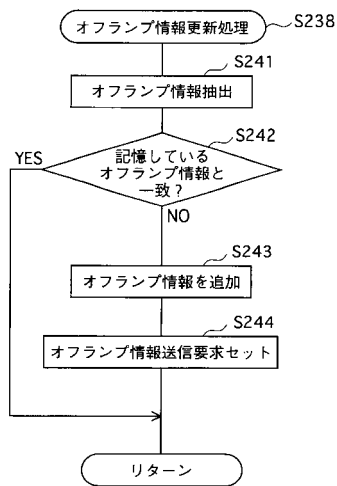 オフランプ情報更新処理
S238
S241
オフランプ情報抽出
S242
YES
記憶している
オフランプ情報と
一致?
NO
S243
オフランプ情報を追加
S244
オフランプ情報送信要求セット
リターン